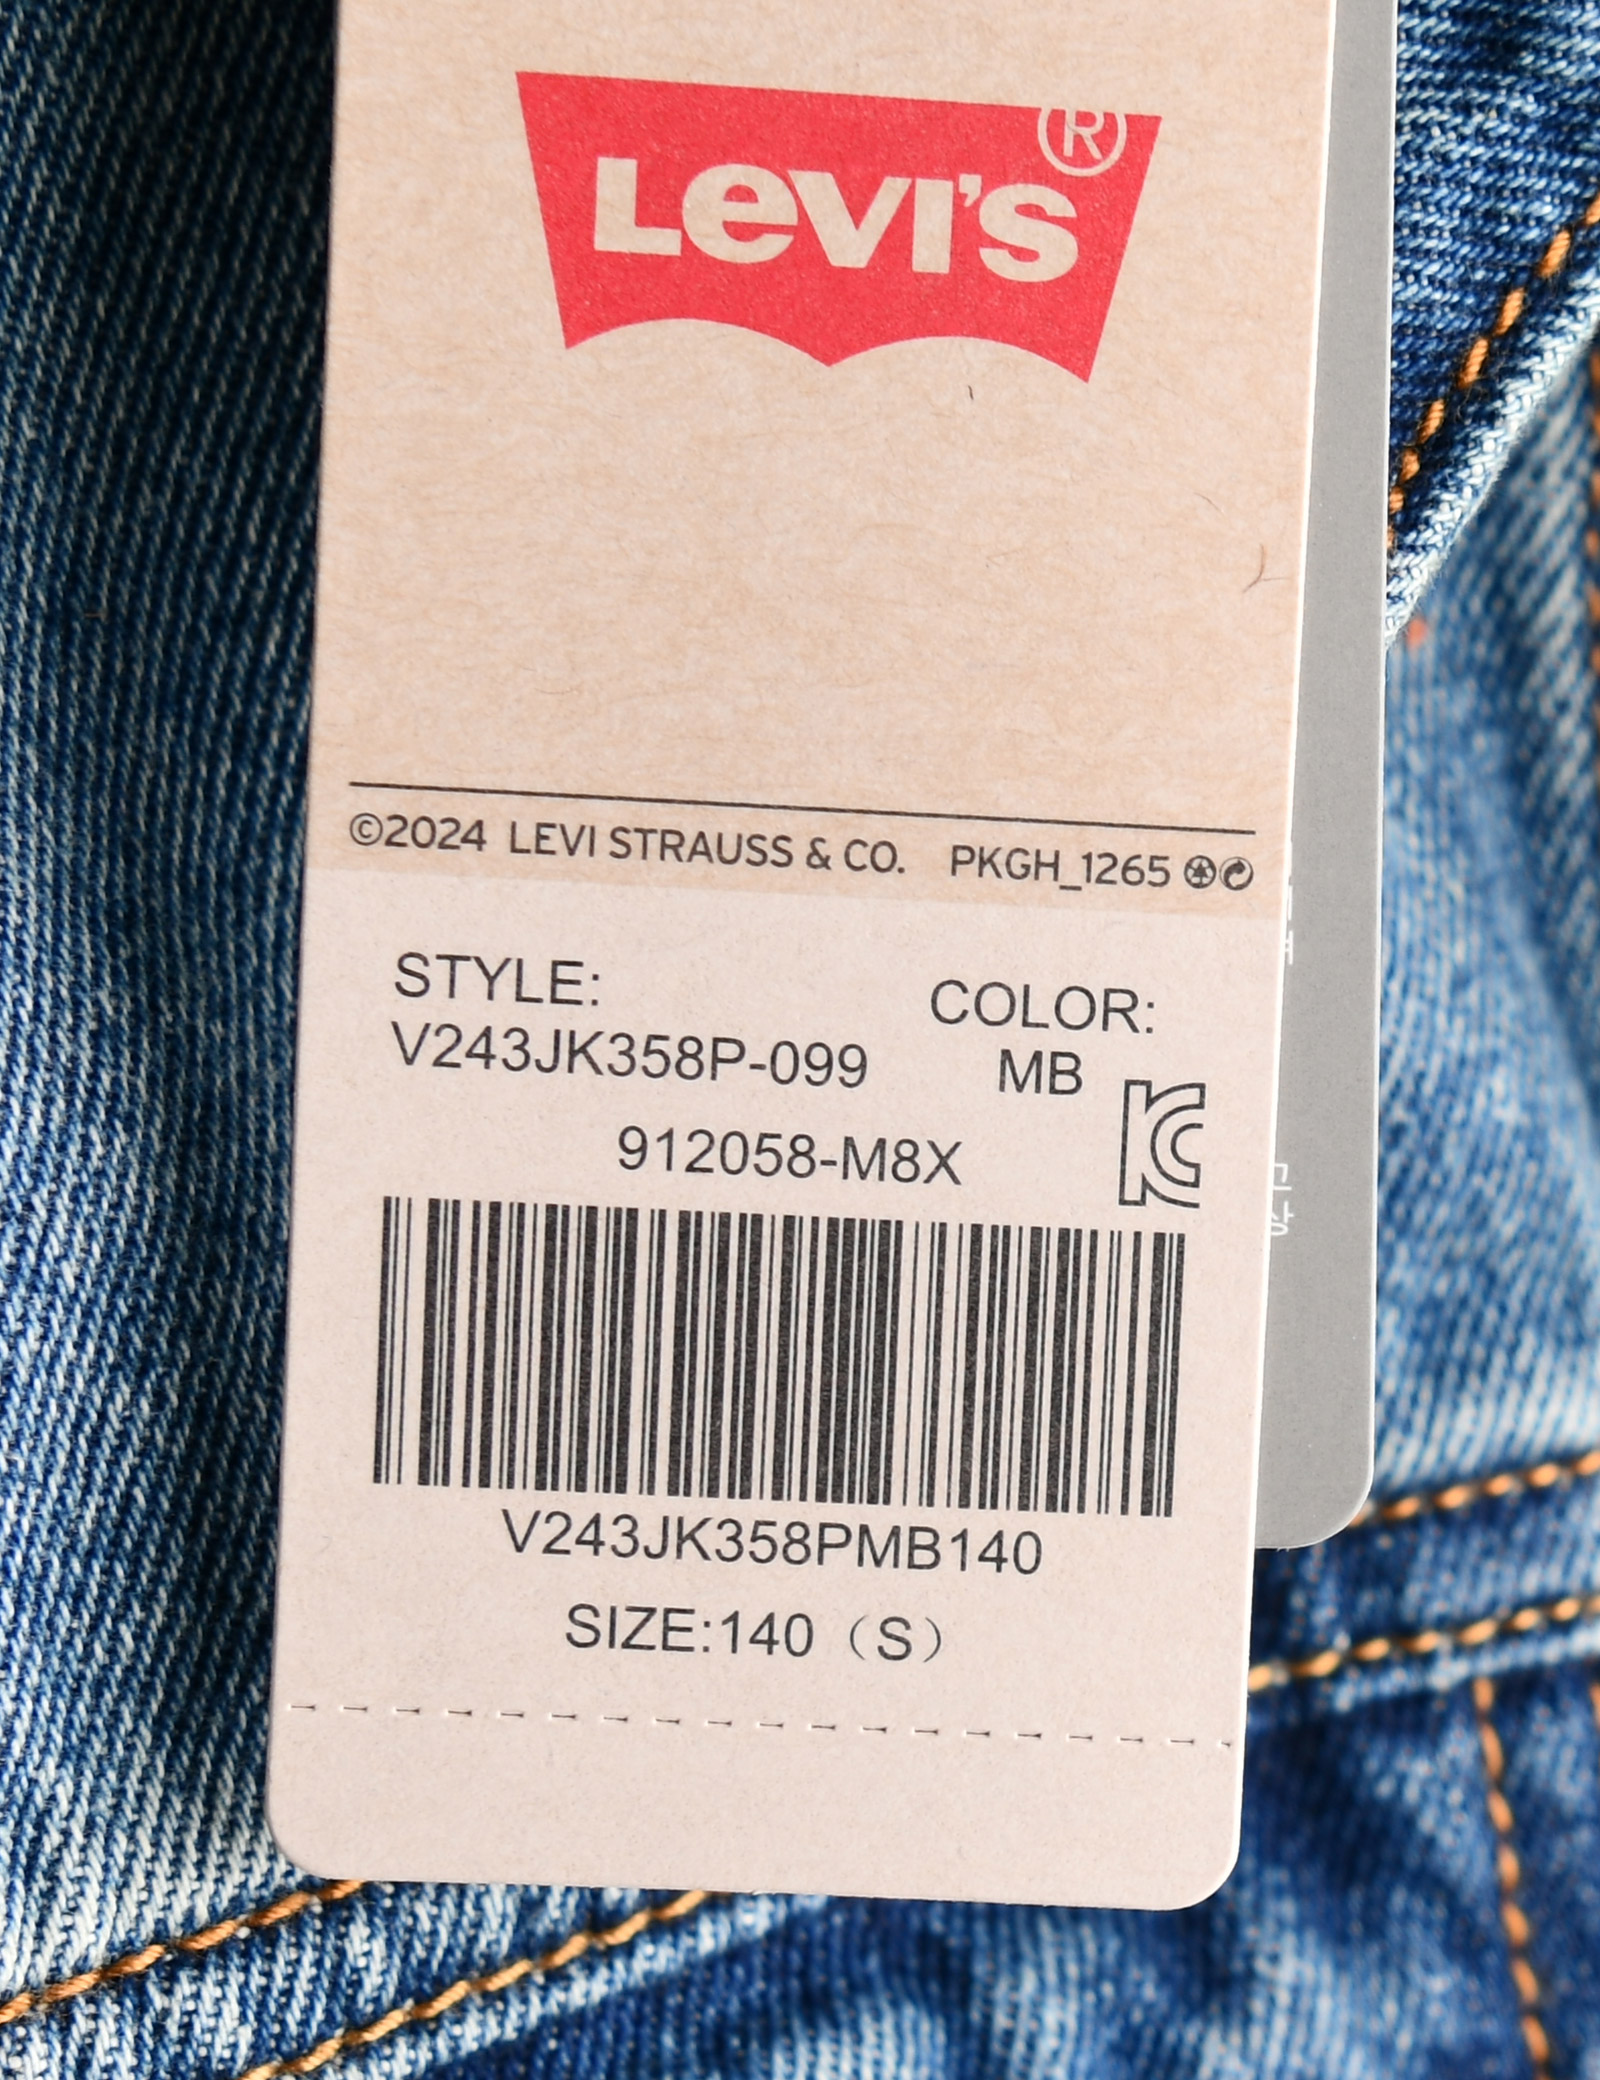 LEVI'S®
©2024 LEVI STRAUSS & CO. PKGH_1265
STYLE: COLOR:
V243JK358P-099 MB
912058-M8X
V243JK358PMB140
SIZE:140（S）